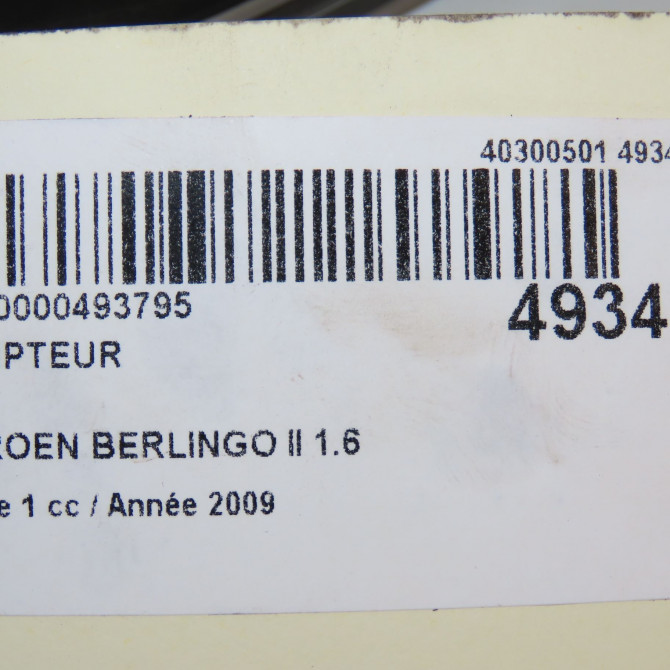 40300501 4934
0000493795
4934
PTEUR
ROEN BERLINGO II 1.6
e 1 cc / Année 2009